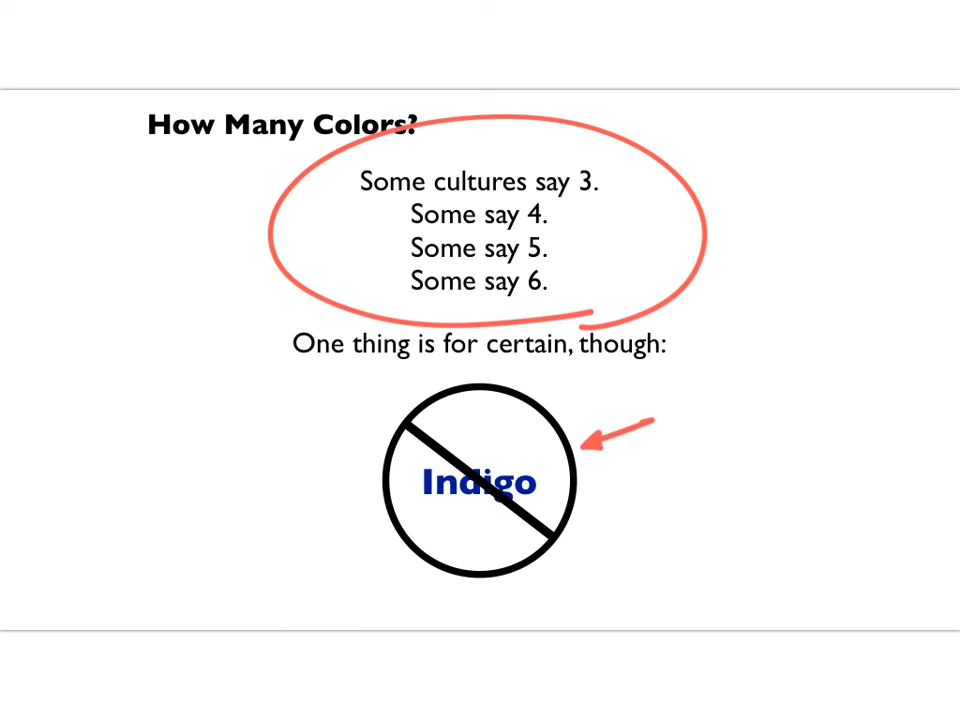 How Many Colors?
Some cultures say 3.
Some say 4.
Some say 5.
Some say 6.
One thing is for certain, though:
Indigo